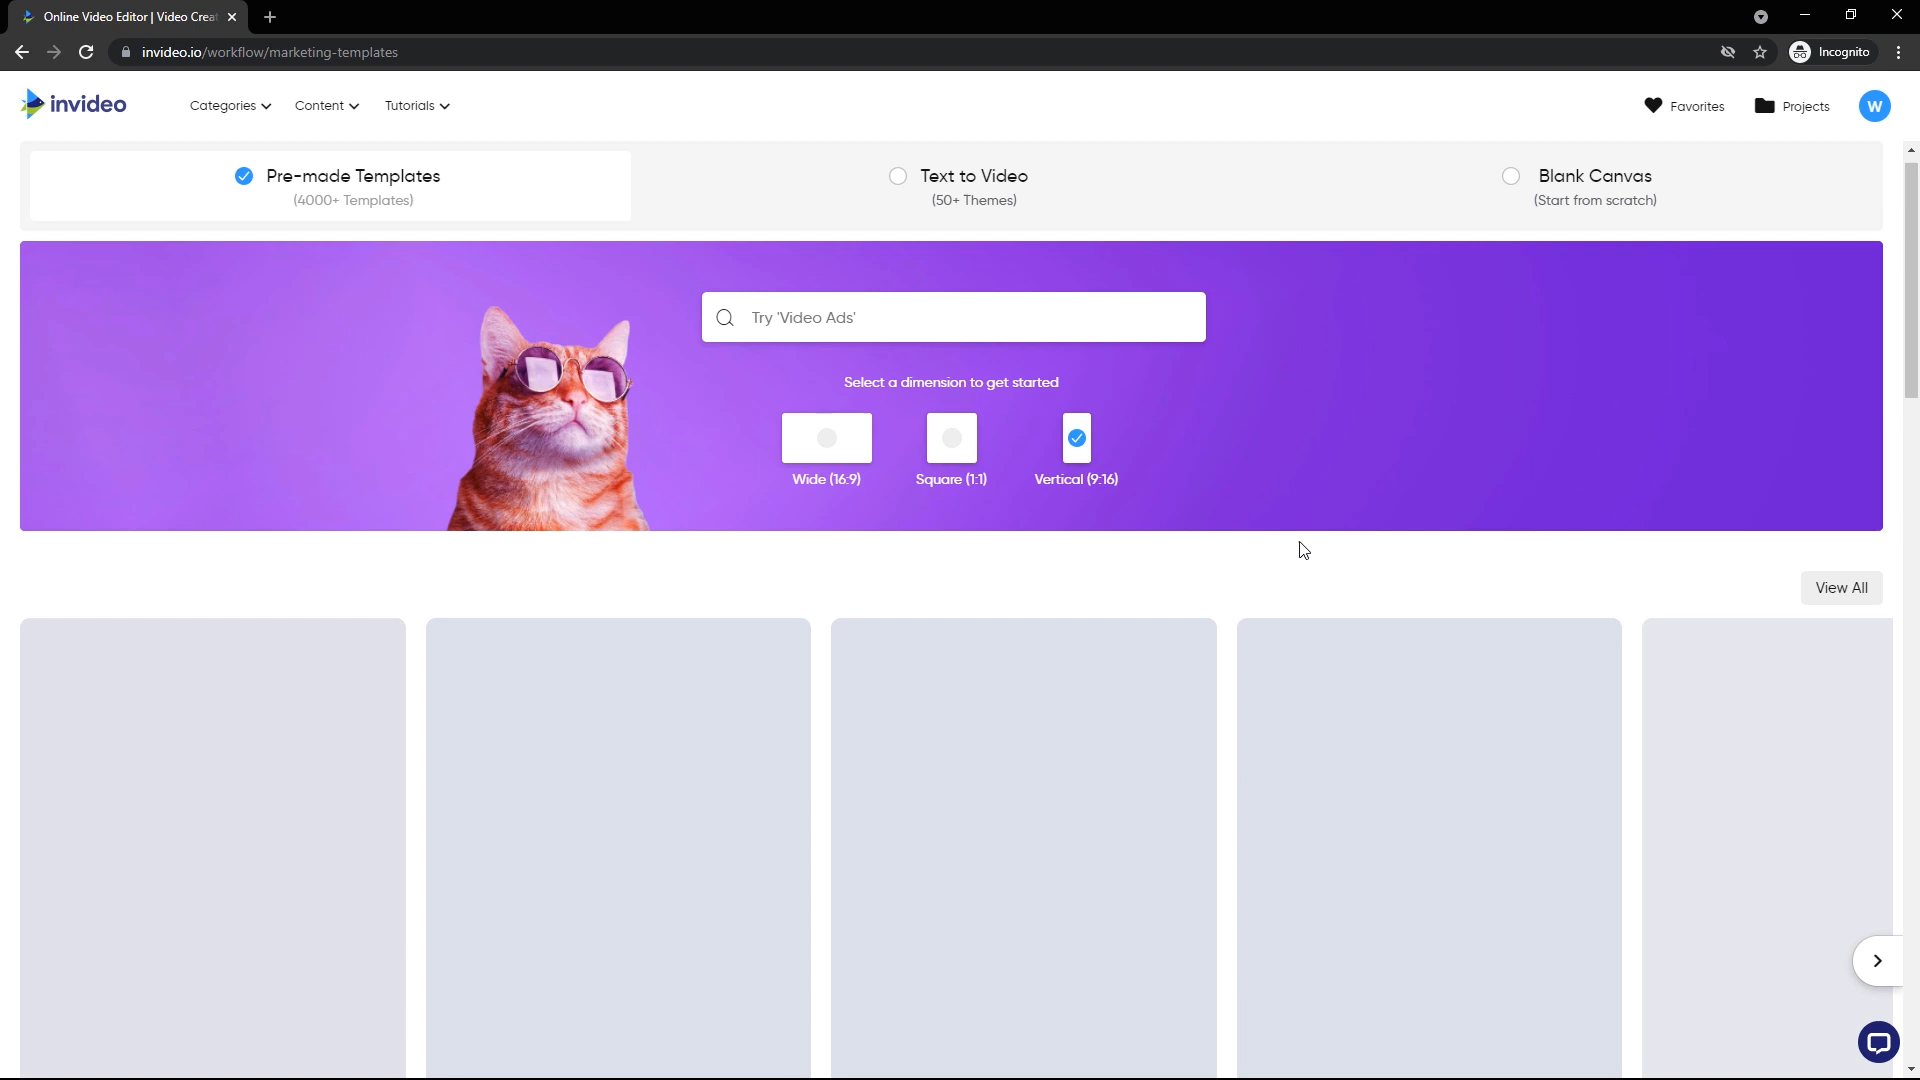 Online Video Editor | Video Creat
invideo.io/workflow/marketing-templates
Incognito
invideo
Categories
Content
Tutorials
Favorites
Projects
W
Pre-made Templates
(4000+ Templates)
Text to Video
(50+ Themes)
Blank Canvas
(Start from scratch)
Try 'Video Ads'
Select a dimension to get started
Wide (16:9)
Square (1:1)
Vertical (9:16)
View All